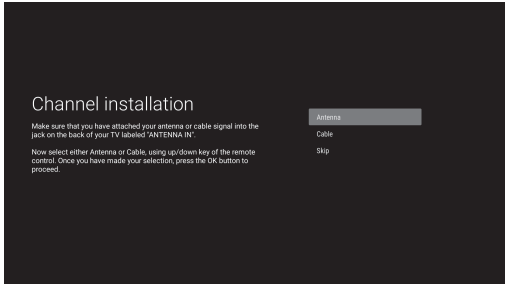 Channel installation
Make sure that you have attached your antenna or cable signal into the
jack on the back of your TV labeled "ANTENNA IN".
Now select either Antenna or Cable, using up/down key of the remote
control. Once you have made your selection, press the OK button to
proceed.
Antenna
Cable
Skip